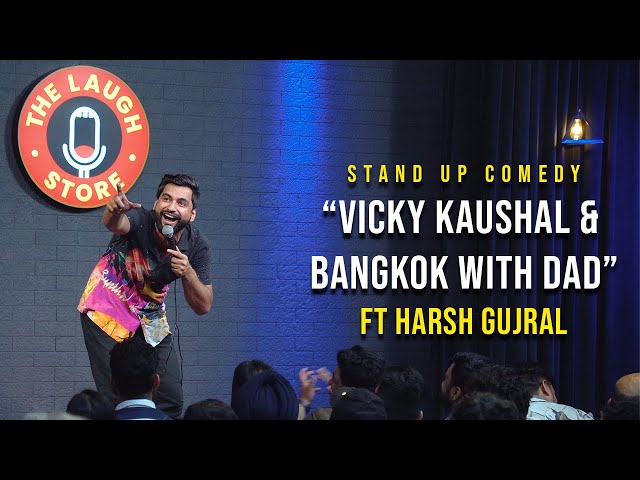 THE LAUGH
STORE
STAND UP COMEDY
“VICKY KAUSHAL &
BANGKOK WITH DAD”
FT HARSH GUJRAL